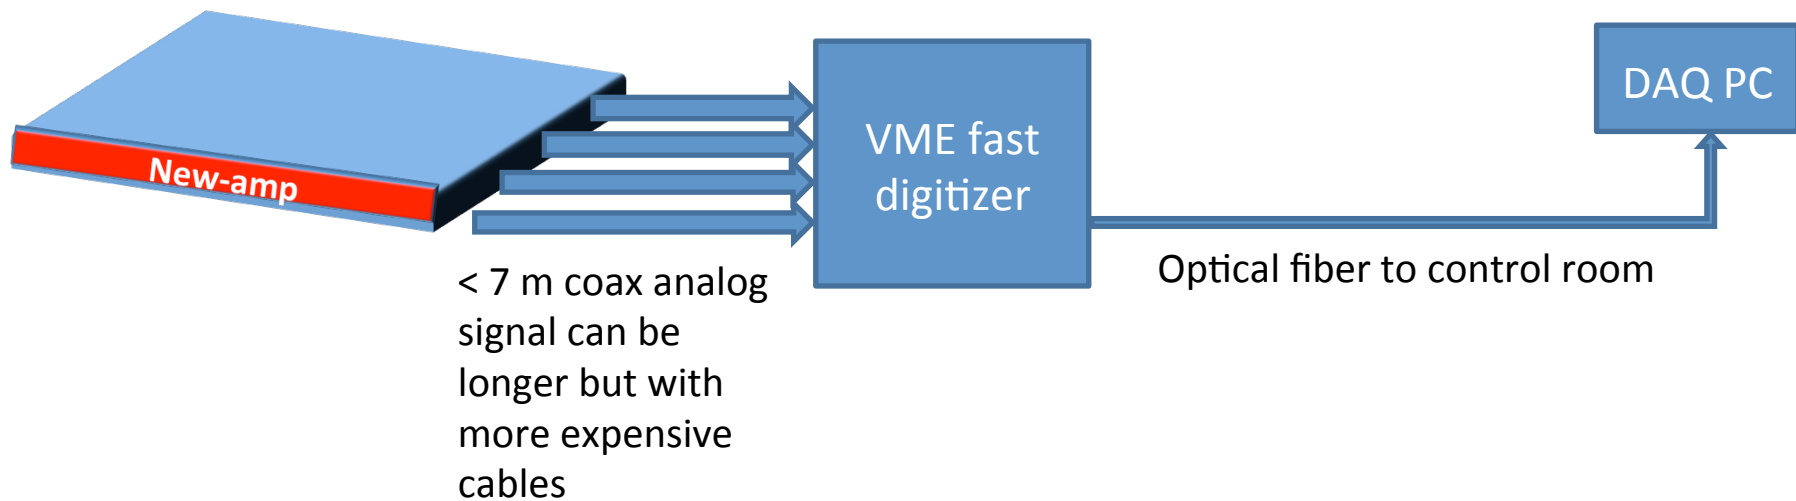 New-amp
< 7 m coax analog
signal can be
longer but with
more expensive
cables
VME fast
digitizer
Optical fiber to control room
DAQ PC